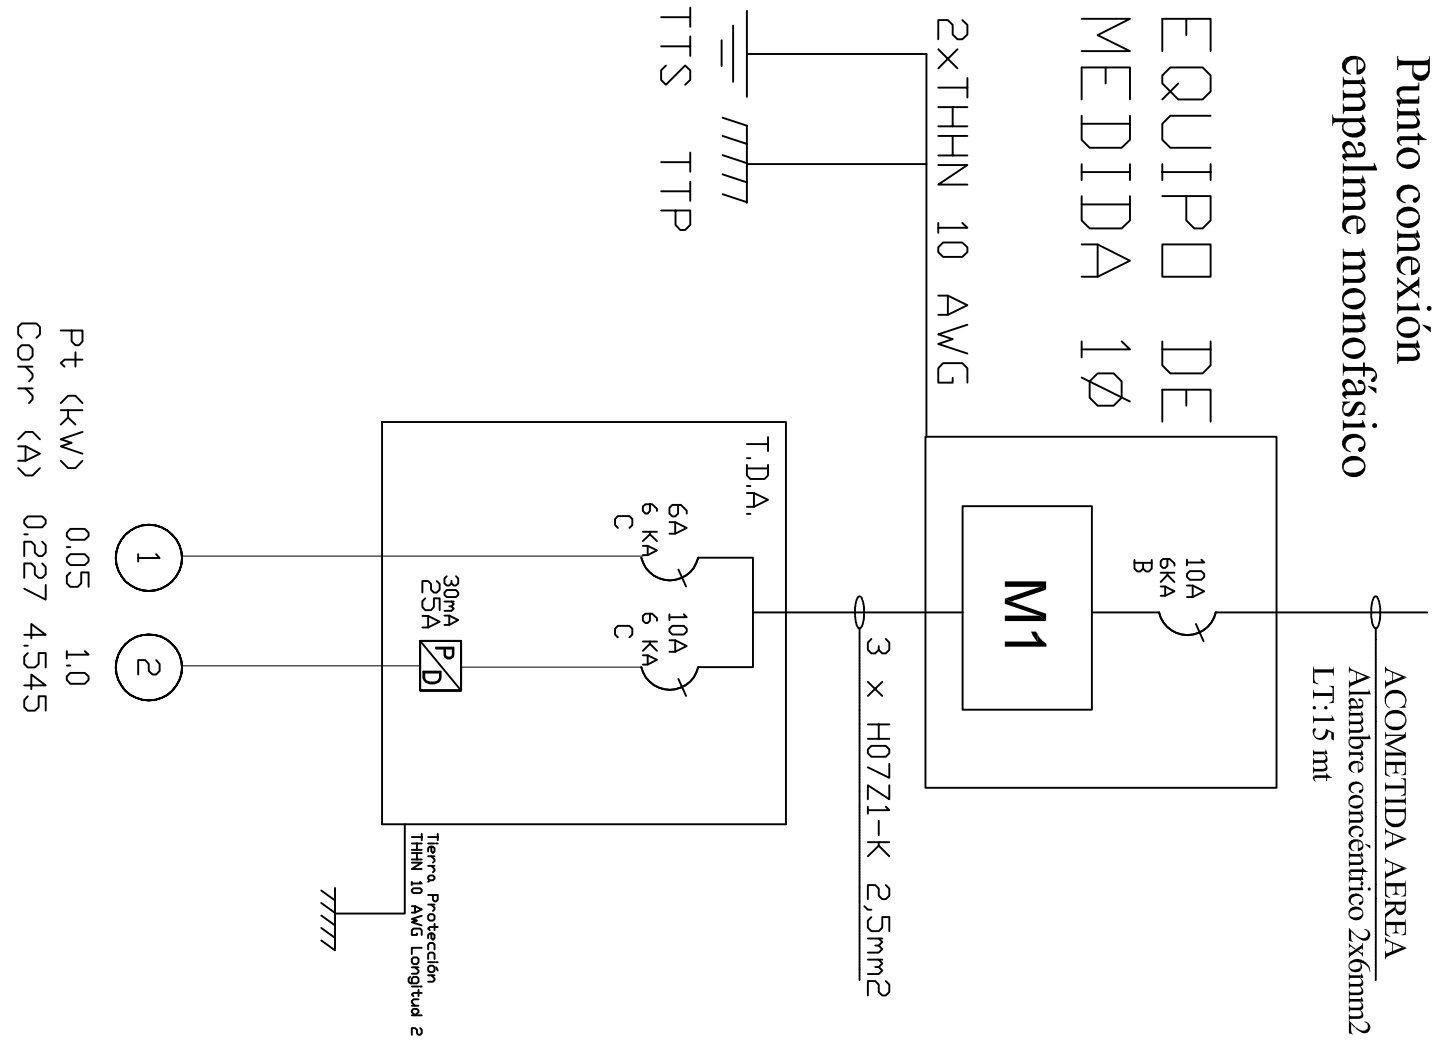 Punto conexión
empalme monofásico
ACOMETIDA AEREA
Alambre concéntrico 2x6mm2
LT:15 mt
EQUIPO DE
MEDIDA 1Ø
10A
6KA
B
M1
2xTHHN 10 AWG
TTS
TTP
3 x H07Z1-K 2,5mm2
T.D.A.
6A
6 KA
C
10A
6 KA
C
30mA
25A
P
D
Tierra Protección
THHN 10 AWG Longitud 2
1
2
Pt (kW) 0.05 1.0
Corr (A) 0.227 4.545